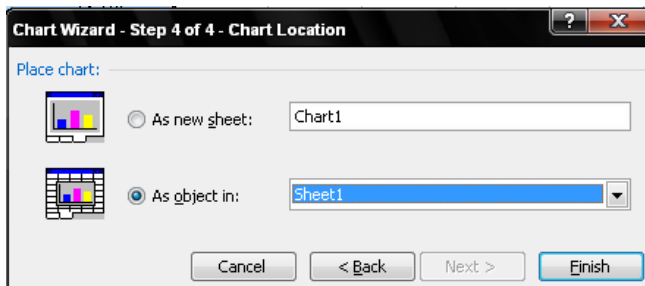 Chart Wizard - Step 4 of 4 - Chart Location
?
X
Place chart:
As new sheet:
Chart1
As object in:
Sheet1
Cancel
< Back
Next >
Finish